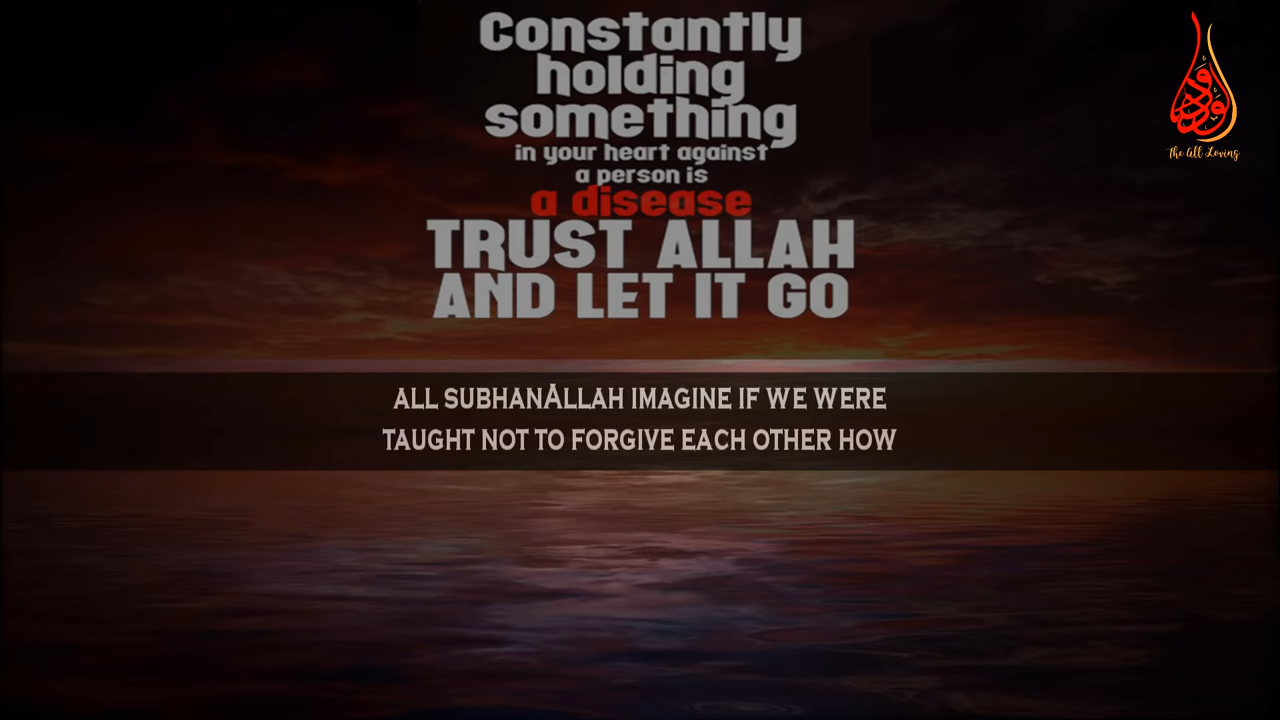 Constantly
holding
something
in your heart against
a person is
a disease
TRUST ALLAH
AND LET IT GO
The All Loving
ALL SUBHANALLAH IMAGINE IF WE WERE
TAUGHT NOT TO FORGIVE EACH OTHER HOW